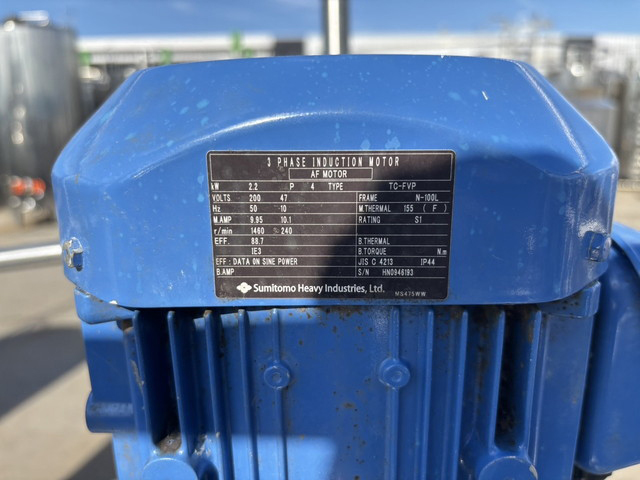 3 PHASE INDUCTION MOTOR
AF MOTOR
kW 2.2 P 4 TYPE TC-FVP
VOLTS 200 47 FRAME N-100L
Hz 50 10 M.THERMAL 155 ( F )
M.AMP 9.95 10.1 RATING S1
r/min 1460 240
EFF. 88.7 B.THERMAL
IE3 B.TORQUE N.m
EFF : DATA ON SINE POWER JIS C 4213 IP44
B.AMP S/N HN0946193
Sumitomo Heavy Industries, Ltd.
MS475WW